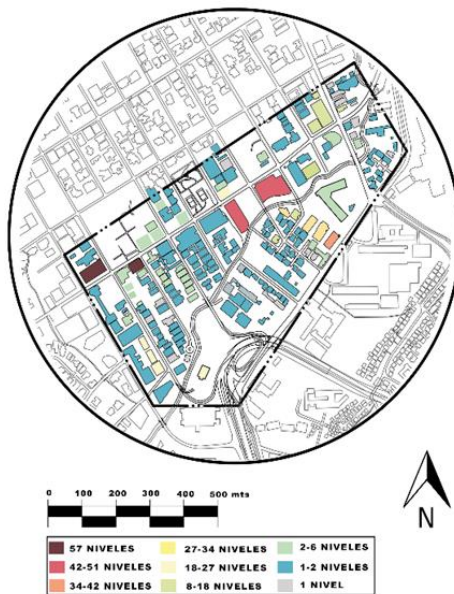 0 100 200 300 400 500 mts
N
57 NIVELES 27-34 NIVELES 2-6 NIVELES
42-51 NIVELES 18-27 NIVELES 1-2 NIVELES
34-42 NIVELES 8-18 NIVELES 1 NIVEL